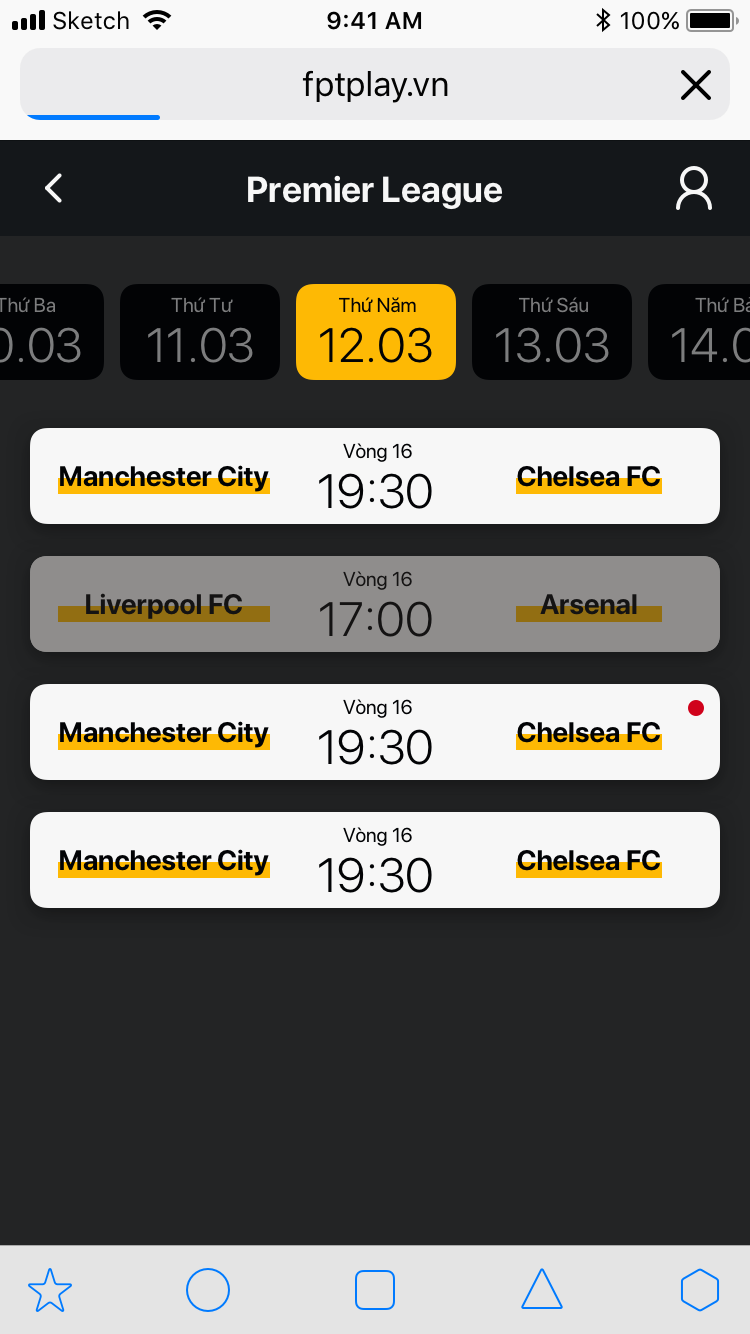 Sketch 9:41 AM 100%
fptplay.vn
Premier League
Thứ Ba Thứ Tư Thứ Năm Thứ Sáu Thứ
0.03 11.03 12.03 13.03 14.0
Vòng 16
Manchester City 19:30 Chelsea FC
Vòng 16
Liverpool FC 17:00 Arsenal
Vòng 16
Manchester City 19:30 Chelsea FC
Vòng 16
Manchester City 19:30 Chelsea FC